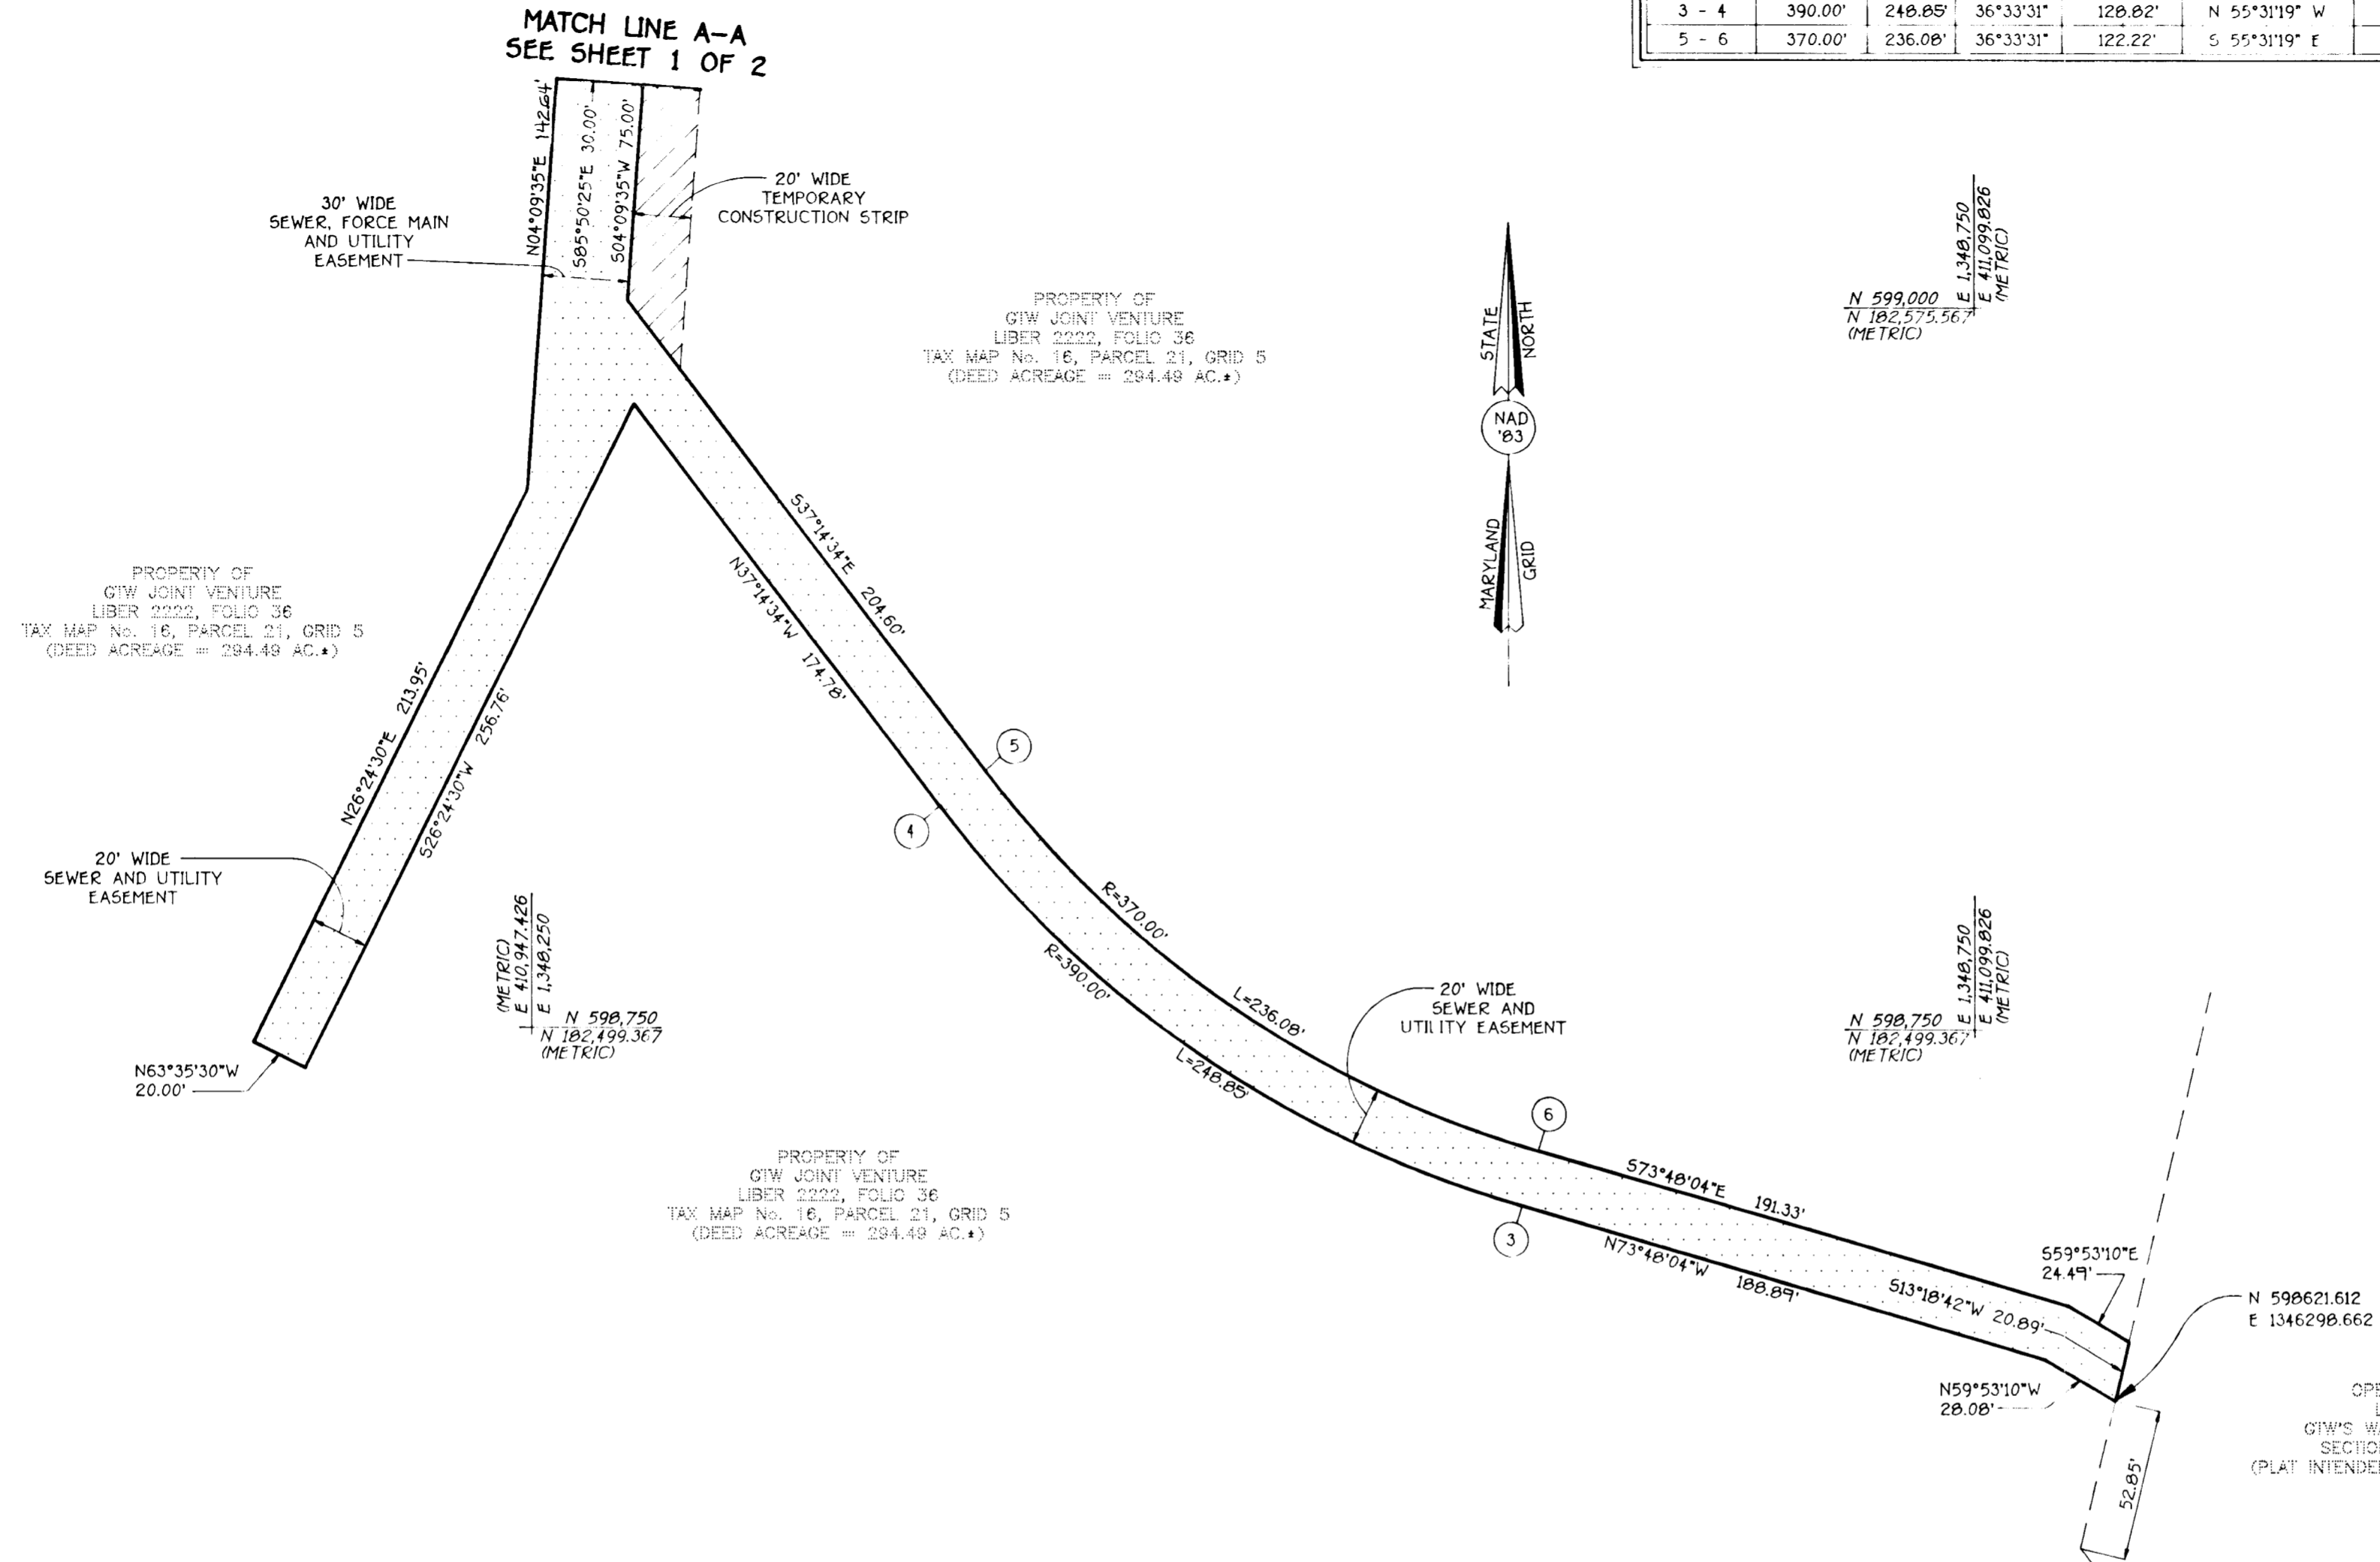 MATCH LINE A-A
SEE SHEET 1 OF 2
3 - 4 390.00' 248.85' 36°33'31" 128.82' N 55°31'19" W
5 - 6 370.00' 236.08' 36°33'31" 122.22' S 55°31'19" E
N04°09'35"E 142.64'
S85°50'25"E 30.00'
S04°09'35"W 75.00'
30' WIDE
SEWER, FORCE MAIN
AND UTILITY
EASEMENT
20' WIDE
TEMPORARY
CONSTRUCTION STRIP
PROPERTY OF
GTW JOINT VENTURE
LIBER 2222, FOLIO 36
TAX MAP No. 16, PARCEL 21, GRID 5
(DEED ACREAGE = 294.49 AC.±)
STATE
NORTH
NAD
'83
MARYLAND
GRID
N 599,000
N 182,575.567
(METRIC)
E 1,348,750
E 411,099.826
(METRIC)
PROPERTY OF
GTW JOINT VENTURE
LIBER 2222, FOLIO 36
TAX MAP No. 16, PARCEL 21, GRID 5
(DEED ACREAGE = 294.49 AC.±)
S37°14'34"E 204.60'
N37°14'34"W 174.78'
N26°24'30"E 213.95'
S26°24'30"W 256.76'
5
4
20' WIDE
SEWER AND UTILITY
EASEMENT
N63°35'30"W
20.00'
(METRIC)
E 410,947.426
E 1,348,250
N 598,750
N 182,499.367
(METRIC)
R=370.00'
L=236.08'
R=390.00'
L=248.85'
20' WIDE
SEWER AND
UTILITY EASEMENT
N 598,750
N 182,499.367
(METRIC)
E 1,348,750
E 411,099.826
(METRIC)
6
3
PROPERTY OF
GTW JOINT VENTURE
LIBER 2222, FOLIO 36
TAX MAP No. 16, PARCEL 21, GRID 5
(DEED ACREAGE = 294.49 AC.±)
S73°48'04"E 191.33'
N73°48'04"W 188.89'
S13°18'42"W 20.89'
S59°53'10"E
24.49'
N 598621.612
E 1346298.662
N59°53'10"W
28.08'
52.85'
OPE
L
GTW'S WA
SECTIO
(PLAT INTENDE